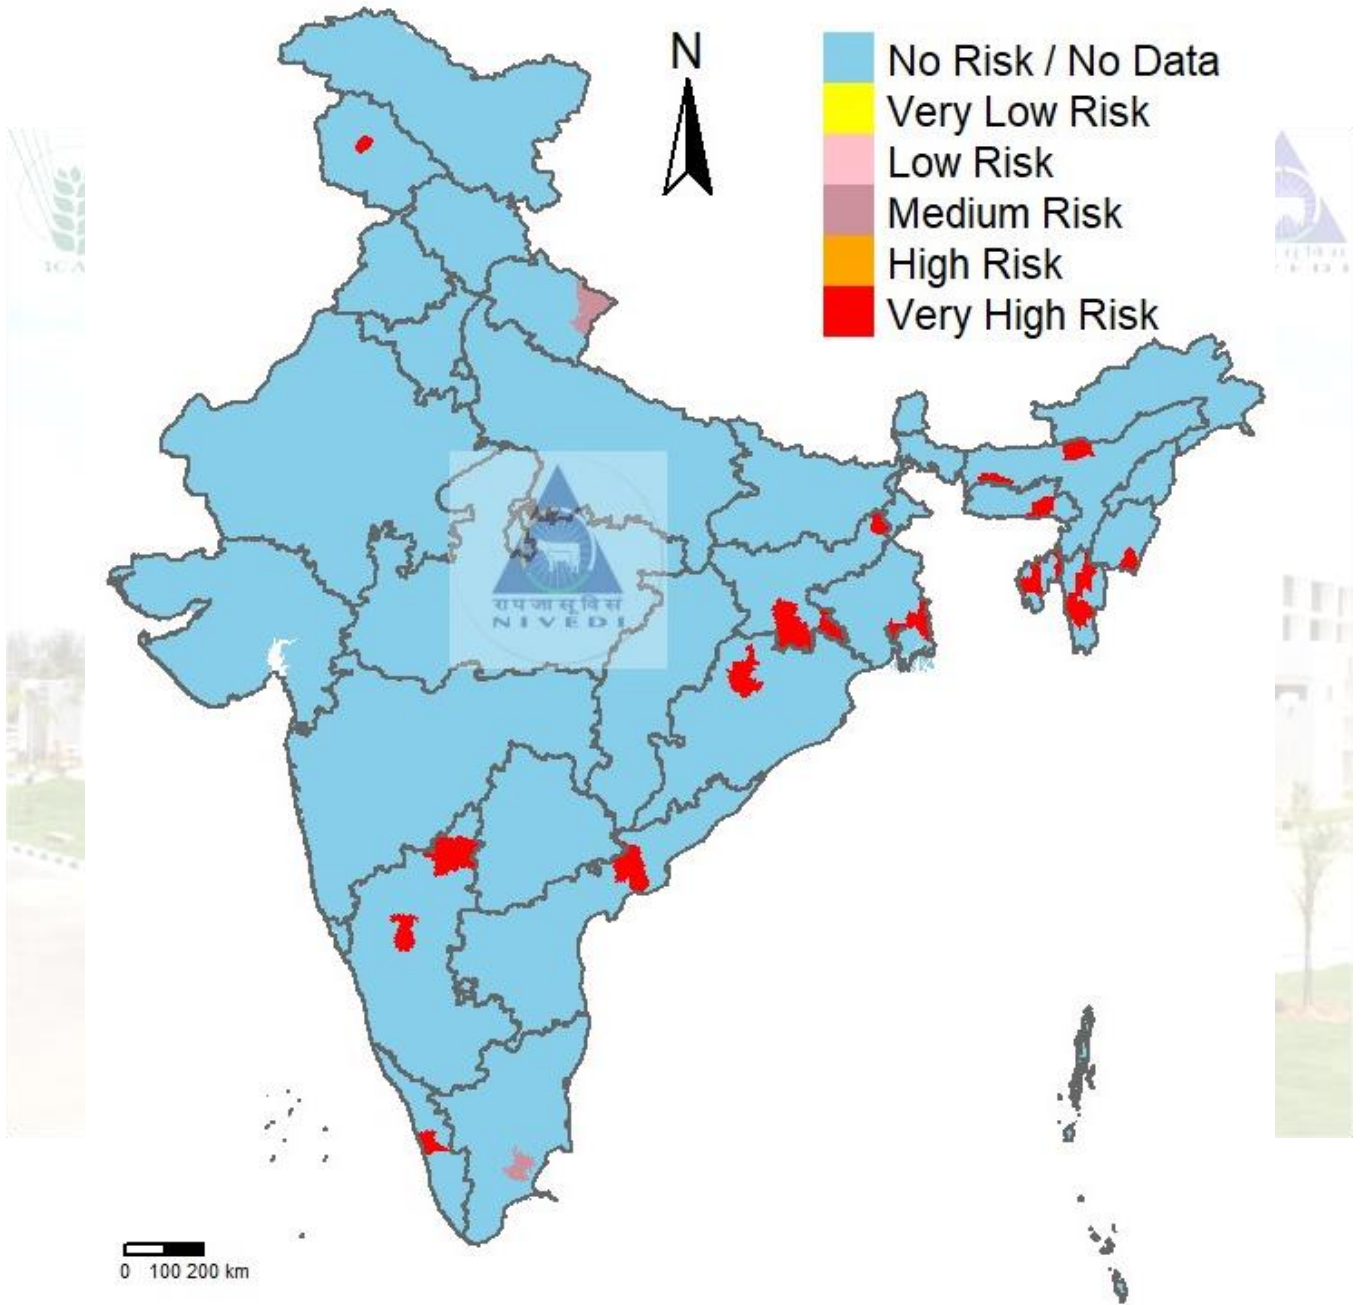 N
No Risk / No Data
Very Low Risk
Low Risk
Medium Risk
High Risk
Very High Risk
NIVEDI
0 100 200 km